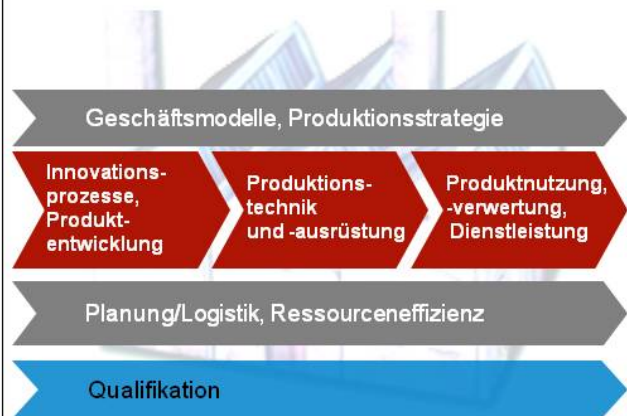 Geschäftsmodelle, Produktionsstrategie
Innovations-
prozesse,
Produkt-
entwicklung
Produktions-
technik
und -ausrüstung
Produktnutzung,
-verwertung,
Dienstleistung
Planung/Logistik, Ressourceneffizienz
Qualifikation